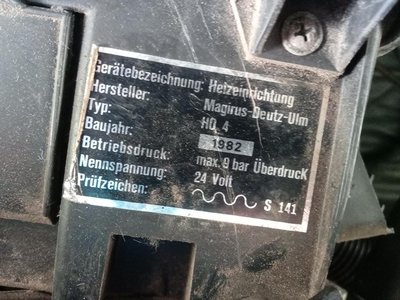 Gerätebezeichnung: Heizeinrichtung
Hersteller: Magirus-Deutz-Ulm
Typ: HD 4
Baujahr: 1982
Betriebsdruck: max. 9 bar Überdruck
Nennspannung: 24 Volt
Prüfzeichen: S 141